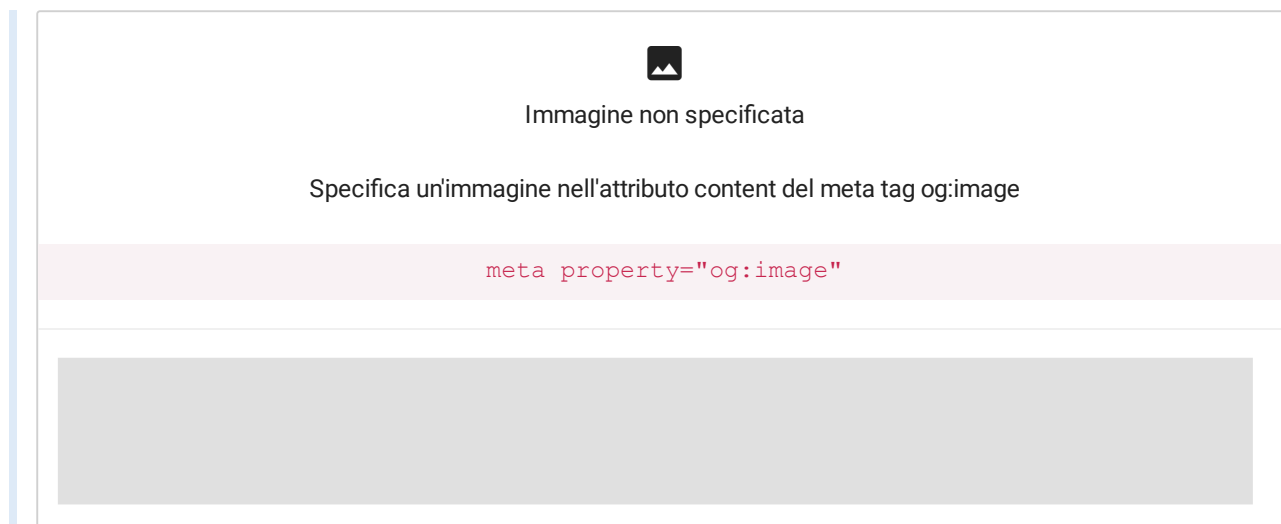 Immagine non specificata
Specifica un'immagine nell'attributo content del meta tag og:image
meta property="og:image"